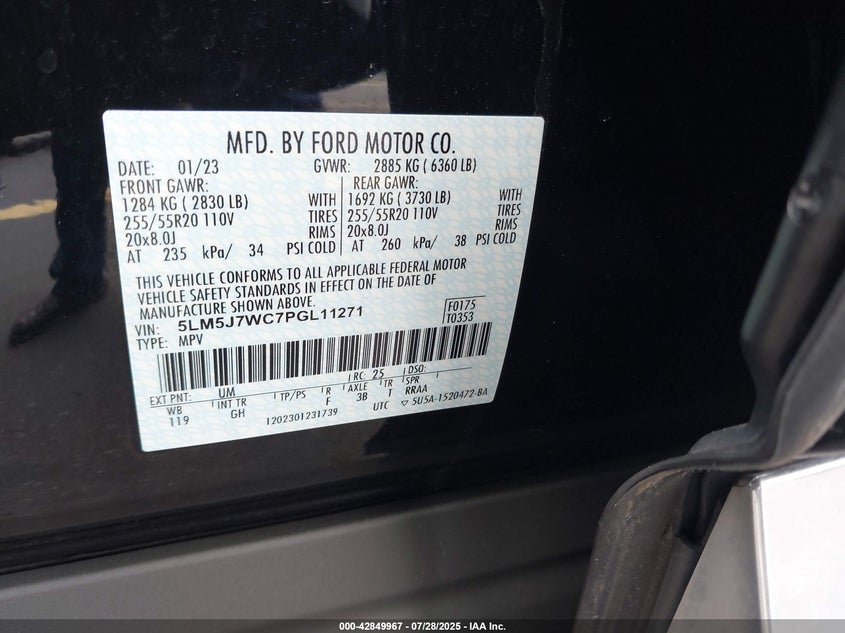 MFD. BY FORD MOTOR CO.
DATE: 01/23 GVWR: 2885 KG ( 6360 LB)
FRONT GAWR: REAR GAWR:
1284 KG ( 2830 LB) WITH 1692 KG ( 3730 LB) WITH
255/55R20 110V TIRES 255/55R20 110V TIRES
20x8.0J RIMS 20x8.0J RIMS
AT 235 kPa/ 34 PSI COLD AT 260 kPa/ 38 PSI COLD
THIS VEHICLE CONFORMS TO ALL APPLICABLE FEDERAL MOTOR
VEHICLE SAFETY STANDARDS IN EFFECT ON THE DATE OF
MANUFACTURE SHOWN ABOVE.
VIN: 5LM5J7WC7PGL11271 F0175
TYPE: MPV T0353
EXT PNT: UM RC: 25 DSO:
WB INT TR TP/PS R AXLE TR SPR
119 GH F 3B T RRAA
1202301231739 UTC ▽ 5U5A-1520472-BA
000-42849967 - 07/28/2025 - IAA Inc.